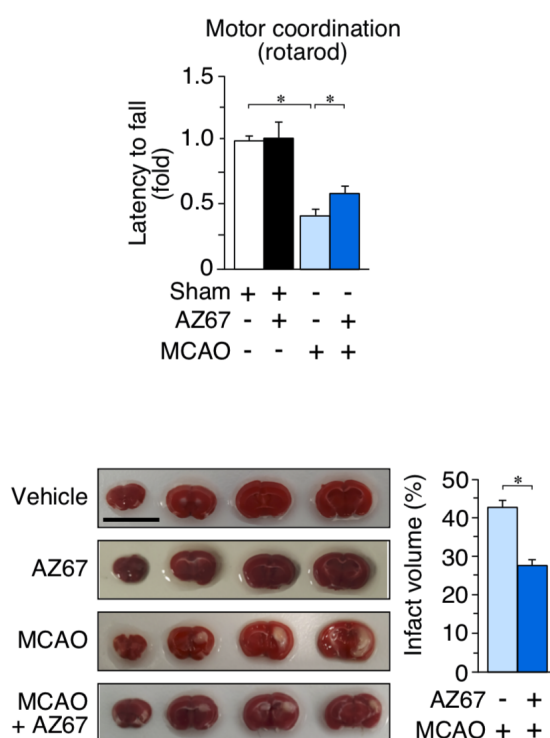 Motor coordination
(rotarod)
Latency to fall
(fold)
1.5
1.0
0.5
0
* *
Sham + + - -
AZ67 - + - +
MCAO - - + +
Vehicle
AZ67
MCAO
MCAO
+ AZ67
Infact volume (%)
50
40
30
20
10
0
*
AZ67 - +
MCAO + +